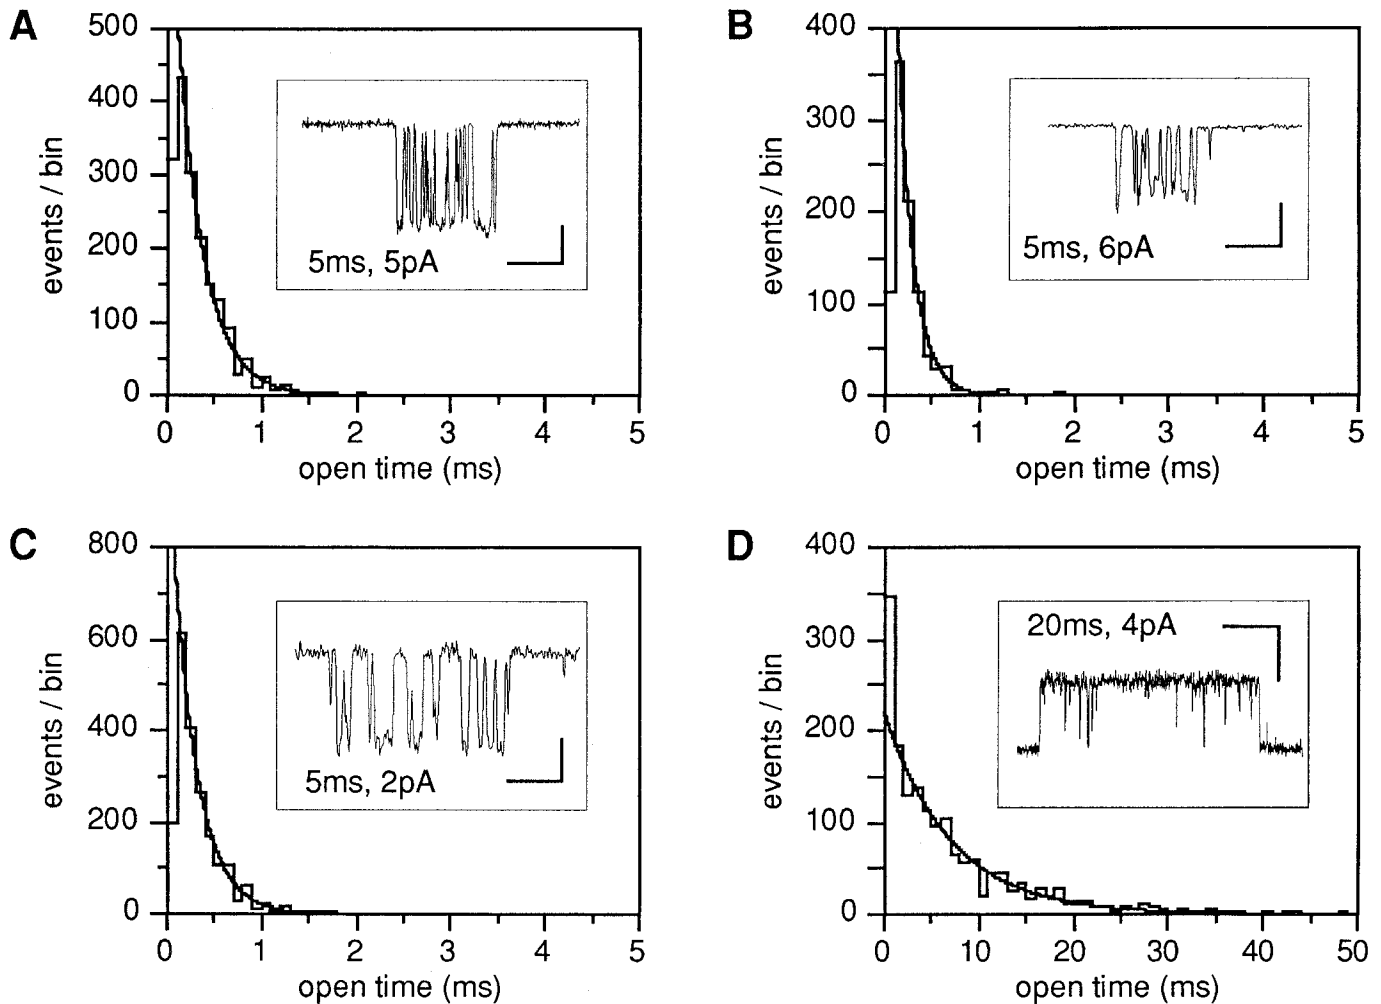 A
500
400
300
200
100
0
events / bin
5ms, 5pA
0 1 2 3 4 5
open time (ms)
B
400
300
200
100
0
events / bin
5ms, 6pA
0 1 2 3 4 5
open time (ms)
C
800
600
400
200
0
events / bin
5ms, 2pA
0 1 2 3 4 5
open time (ms)
D
400
300
200
100
0
events / bin
20ms, 4pA
0 10 20 30 40 50
open time (ms)